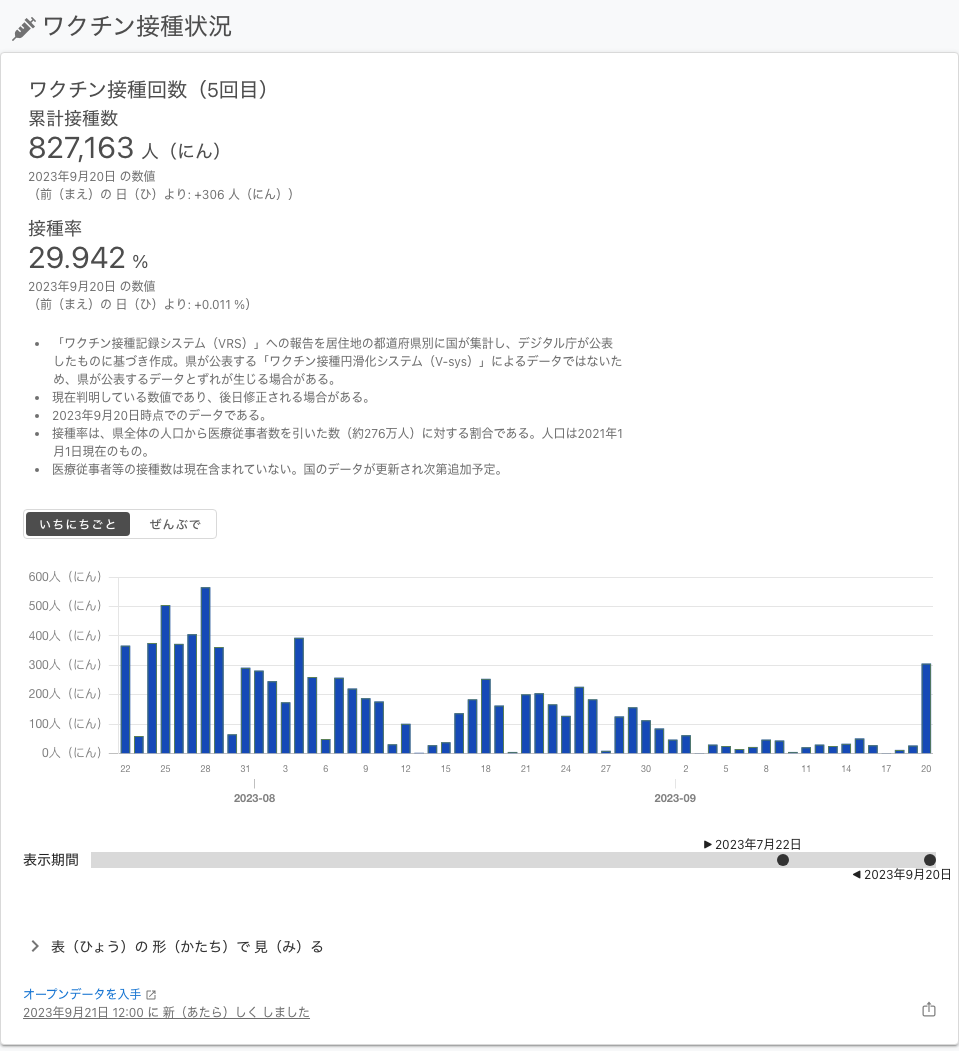 ワクチン接種状況
ワクチン接種回数（5回目）
累計接種数
827,163 人（にん）
2023年9月20日 の数値
（前（まえ）の 日（ひ）より: +306 人（にん））
接種率
29.942 %
2023年9月20日 の数値
（前（まえ）の 日（ひ）より: +0.011 %）
「ワクチン接種記録システム（VRS）」への報告を居住地の都道府県別に国が集計し、デジタル庁が公表
したものに基づき作成。県が公表する「ワクチン接種円滑化システム（V-sys）」によるデータではないた
め、県が公表するデータとずれが生じる場合がある。
現在判明している数値であり、後日修正される場合がある。
2023年9月20日時点でのデータである。
接種率は、県全体の人口から医療従事者数を引いた数（約276万人）に対する割合である。人口は2021年1
月1日現在のもの。
医療従事者等の接種数は現在含まれていない。国のデータが更新され次第追加予定。
いちにちごと ぜんぶで
600人（にん）
500人（にん）
400人（にん）
300人（にん）
200人（にん）
100人（にん）
0人（にん）
22 25 28 31 3 6 9 12 15 18 21 24 27 30 2 5 8 11 14 17 20
2023-08 2023-09
2023年7月22日
表示期間
2023年9月20日
表（ひょう）の 形（かたち）で 見（み）る
オープンデータを入手
2023年9月21日 12:00 に 新（あたら）しく しました